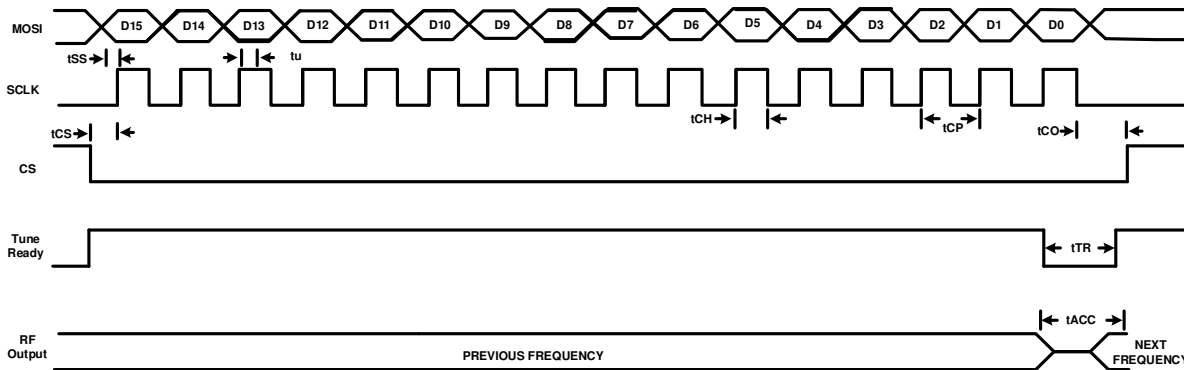 MOSI
D15 D14 D13 D12 D11 D10 D9 D8 D7 D6 D5 D4 D3 D2 D1 D0
tSS
tu
SCLK
tCH
tCP
tCS
tCO
CS
Tune
Ready
tTR
tACC
RF
Output
PREVIOUS FREQUENCY
NEXT
FREQUENCY